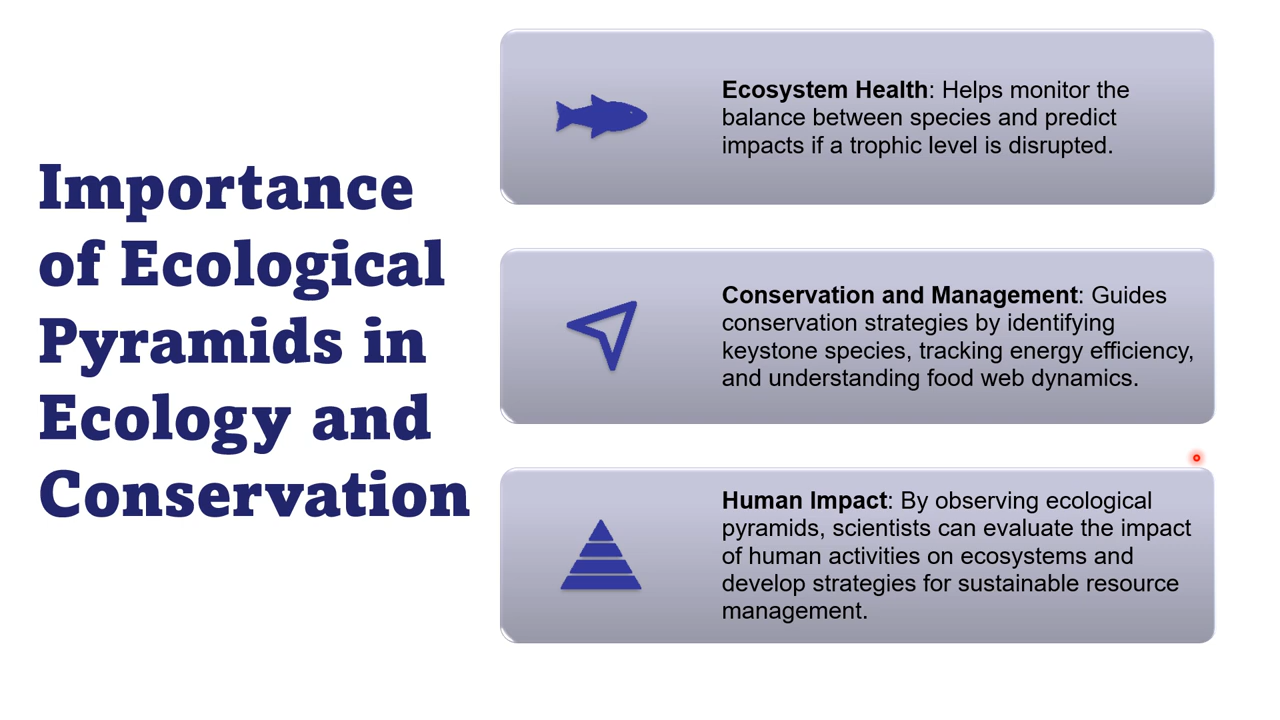 Importance
of Ecological
Pyramids in
Ecology and
Conservation
Ecosystem Health: Helps monitor the
balance between species and predict
impacts if a trophic level is disrupted.
Conservation and Management: Guides
conservation strategies by identifying
keystone species, tracking energy efficiency,
and understanding food web dynamics.
Human Impact: By observing ecological
pyramids, scientists can evaluate the impact
of human activities on ecosystems and
develop strategies for sustainable resource
management.